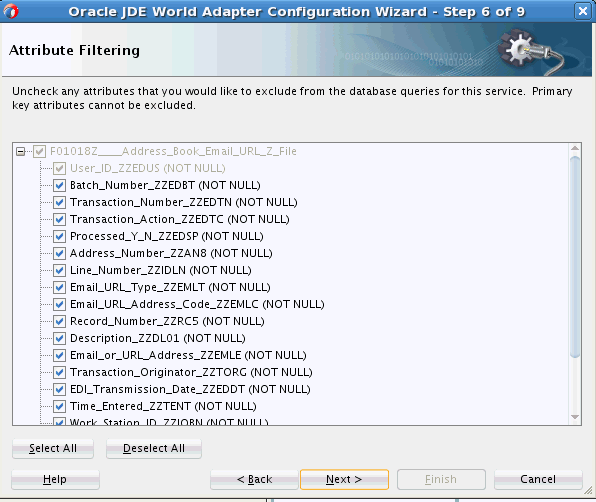 Oracle JDE World Adapter Configuration Wizard - Step 6 of 9
Attribute Filtering
Uncheck any attributes that you would like to exclude from the database queries for this service. Primary
key attributes cannot be excluded.
F01018Z____Address_Book_Email_URL_Z_File
User_ID_ZZEDUS (NOT NULL)
Batch_Number_ZZEDBT (NOT NULL)
Transaction_Number_ZZEDTN (NOT NULL)
Transaction_Action_ZZEDTC (NOT NULL)
Processed_Y_N_ZZEDSP (NOT NULL)
Address_Number_ZZAN8 (NOT NULL)
Line_Number_ZZIDLN (NOT NULL)
Email_URL_Type_ZZEMLT (NOT NULL)
Email_URL_Address_Code_ZZEMLC (NOT NULL)
Record_Number_ZZRC5 (NOT NULL)
Description_ZZDL01 (NOT NULL)
Email_or_URL_Address_ZZEMLE (NOT NULL)
Transaction_Originator_ZZTORG (NOT NULL)
EDI_Transmission_Date_ZZEDDT (NOT NULL)
Time_Entered_ZZTENT (NOT NULL)
Work_Station_ID_ZZJOBN (NOT NULL)
Select All Deselect All
Help < Back Next > Finish Cancel